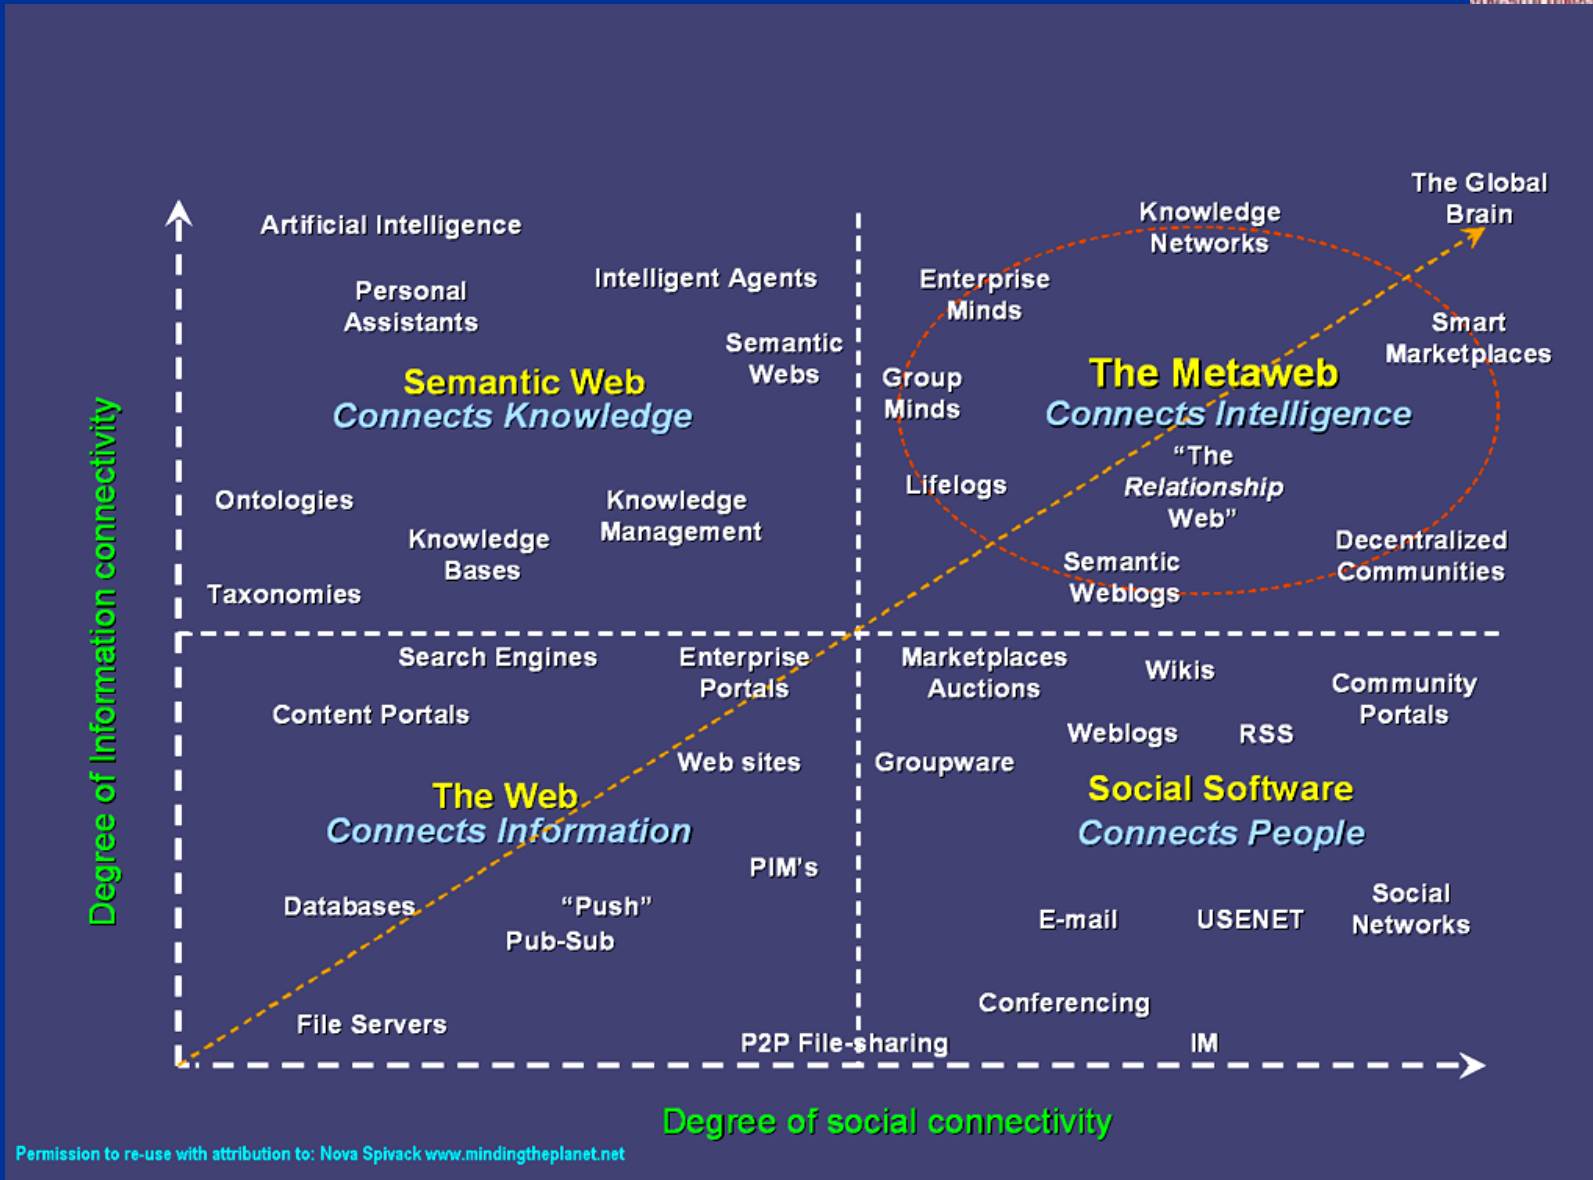 The Global
Brain
Artificial Intelligence
Knowledge
Networks
Intelligent Agents
Personal
Assistants
Enterprise
Minds
Semantic
Webs
Smart
Marketplaces
Semantic Web
Connects Knowledge
Group
Minds
The Metaweb
Connects Intelligence
“The
Relationship
Web”
Lifelogs
Ontologies
Knowledge
Management
Knowledge
Bases
Taxonomies
Semantic
Weblogs
Decentralized
Communities
Degree of Information connectivity
Search Engines
Enterprise
Portals
Content Portals
Web sites
The Web
Connects Information
PIM's
Databases
“Push”
Pub-Sub
File Servers
P2P File-sharing
Marketplaces
Auctions
Wikis
Community
Portals
Weblogs
RSS
Groupware
Social Software
Connects People
E-mail
USENET
Social
Networks
Conferencing
IM
Degree of social connectivity
Permission to re-use with attribution to: Nova Spivack www.mindingtheplanet.net